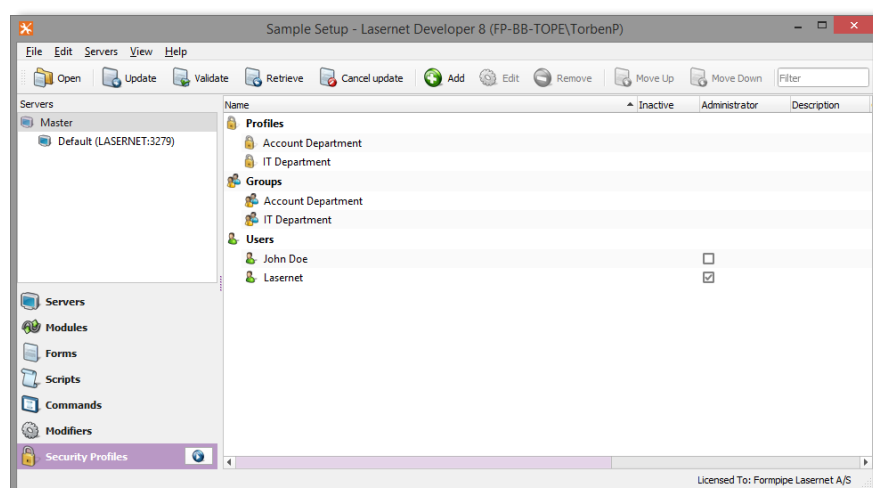 Sample Setup - Lasernet Developer 8 (FP-BB-TOPE\TorbenP)
File Edit Servers View Help
Open Update Validate Retrieve Cancel update Add Edit Remove Move Up Move Down Filter
Servers
Name Inactive Administrator Description
Master
Default (LASERNET:3279)
Profiles
Account Department
IT Department
Groups
Account Department
IT Department
Users
John Doe
Lasernet
Servers
Modules
Forms
Scripts
Commands
Modifiers
Security Profiles
Licensed To: Formpipe Lasernet A/S